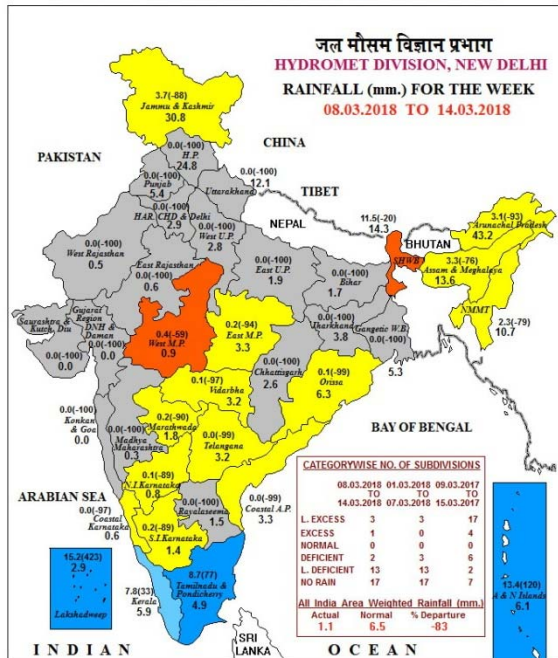 जल मौसम विज्ञान प्रभाग
HYDROMET DIVISION, NEW DELHI
RAINFALL (mm.) FOR THE WEEK
08.03.2018 TO 14.03.2018
3.7(-88)
Jammu & Kashmir
30.8
CHINA
PAKISTAN
0.0(-100)
H.P.
24.8
0.0(-100)
Punjab
5.4
0.0(-100)
12.1
Uttarakhand
TIBET
0.0(-100)
HAR. CHD & Delhi
2.9
NEPAL
0.0(-100)
West U.P.
2.8
11.5(-20)
14.3
SHWB
BHUTAN
3.1(-93)
Arunachal Pradesh
43.2
3.3(-76)
Assam & Meghalaya
13.6
NMMT
2.3(-79)
10.7
0.0(-100)
West Rajasthan
0.5
East Rajasthan
0.0(-100)
0.6
0.0(-100)
East U.P.
1.9
0.0(-100)
Bihar
1.7
0.0(-100)
Jharkhand
3.8
Gangetic W.B.
0.0(-100)
5.3
Saurashtra &
Kutch, Diu
0.0(-100)
0.0
Gujarat
Region
DNH &
Daman
0.0(-100)
0.0
0.4(-59)
West M.P.
0.9
0.2(-94)
East M.P.
3.3
0.0(-100)
Chhattisgarh
2.6
0.1(-99)
Orissa
6.3
0.1(-97)
Vidarbha
3.2
0.0(-100)
Konkan
& Goa
0.0
0.0(-100)
Madhya
Maharashtra
0.3
0.2(-90)
Marathwada
1.8
0.0(-99)
Telangana
3.2
BAY OF BENGAL
ARABIAN SEA
0.1(-89)
N.I.Karnataka
0.8
0.0(-100)
Rayalaseema
1.5
0.0(-99)
Coastal A.P.
3.3
0.0(-97)
Coastal
Karnataka
0.6
0.2(-89)
S.I.Karnataka
1.4
15.2(423)
2.9
Lakshadweep
7.8(33)
Kerala
5.9
8.7(77)
Tamilnadu &
Pondicherry
4.9
13.4(120)
A & N Islands
6.1
CATEGORYWISE NO. OF SUBDIVISIONS
08.03.2018 01.03.2018 09.03.2017
TO TO TO
14.03.2018 07.03.2018 15.03.2017
L. EXCESS 3 3 17
EXCESS 1 0 4
NORMAL 0 0 0
DEFICIENT 2 3 6
L. DEFICIENT 13 13 2
NO RAIN 17 17 7
All India Area Weighted Rainfall (mm.)
Actual Normal % Departure
1.1 6.5 -83
SRI
LANKA
INDIAN OCEAN